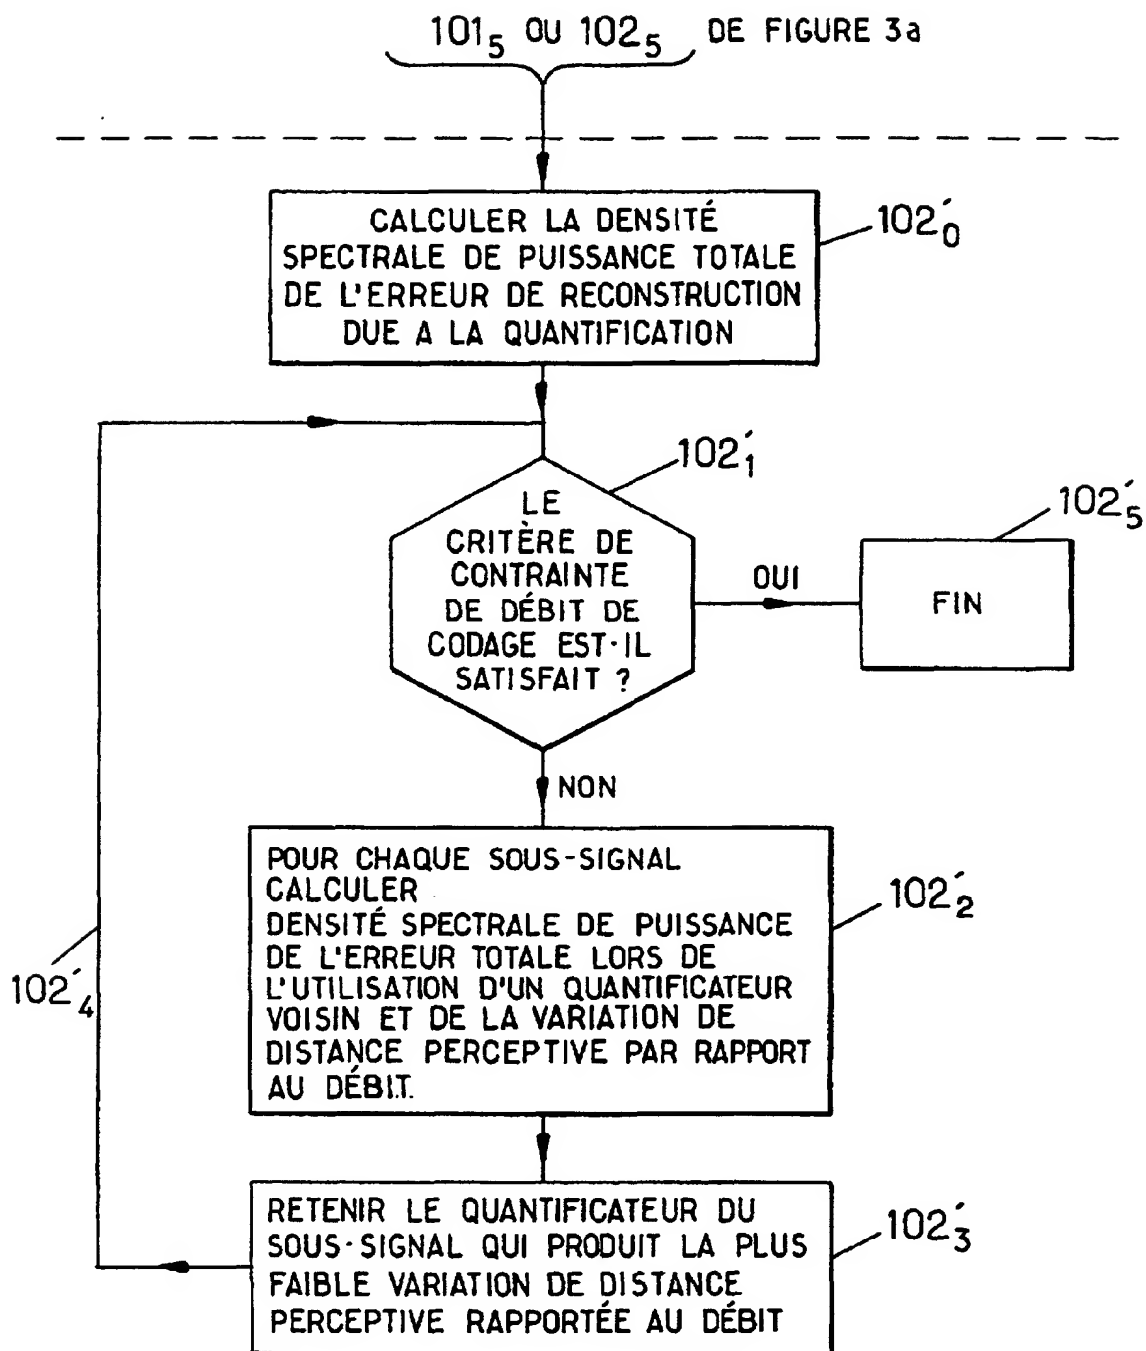 101₅ OU 102₅ DE FIGURE 3a
CALCULER LA DENSITÉ
SPECTRALE DE PUISSANCE TOTALE
DE L'ERREUR DE RECONSTRUCTION
DUE A LA QUANTIFICATION
102'₀
LE
CRITÈRE DE
CONTRAINTE
DE DÉBIT DE
CODAGE EST-IL
SATISFAIT ?
102'₁
OUI
FIN
102'₅
NON
POUR CHAQUE SOUS-SIGNAL
CALCULER
DENSITÉ SPECTRALE DE PUISSANCE
DE L'ERREUR TOTALE LORS DE
L'UTILISATION D'UN QUANTIFICATEUR
VOISIN ET DE LA VARIATION DE
DISTANCE PERCEPTIVE PAR RAPPORT
AU DÉBIT.
102'₂
102'₄
RETENIR LE QUANTIFICATEUR DU
SOUS-SIGNAL QUI PRODUIT LA PLUS
FAIBLE VARIATION DE DISTANCE
PERCEPTIVE RAPPORTÉE AU DÉBIT
102'₃